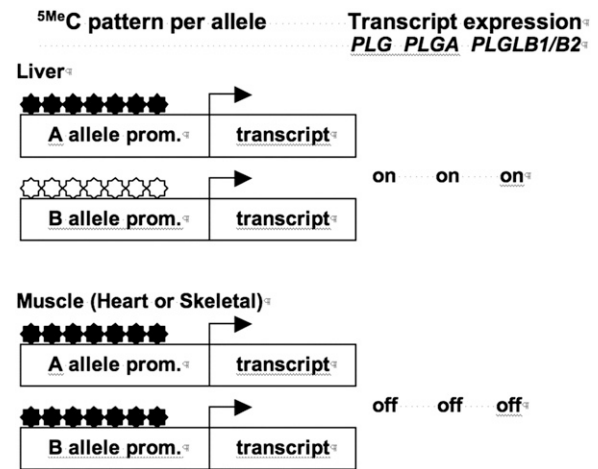 5MeC pattern per allele Transcript expression
PLG PLGA PLGLB1/B2
Liver
A allele prom. transcript
on on on
B allele prom. transcript
Muscle (Heart or Skeletal)
A allele prom. transcript
off off off
B allele prom. transcript